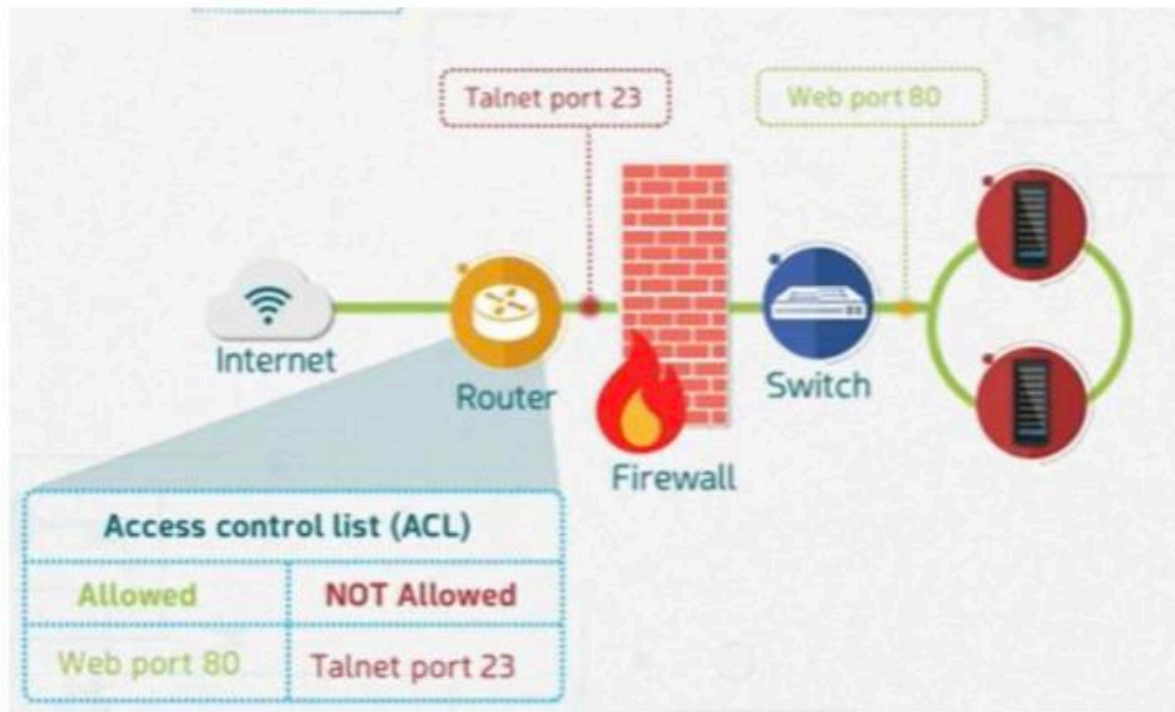 Talnet port 23
Web port 80
Internet
Router
Switch
Firewall
Access control list (ACL)
Allowed
NOT Allowed
Web port 80
Talnet port 23